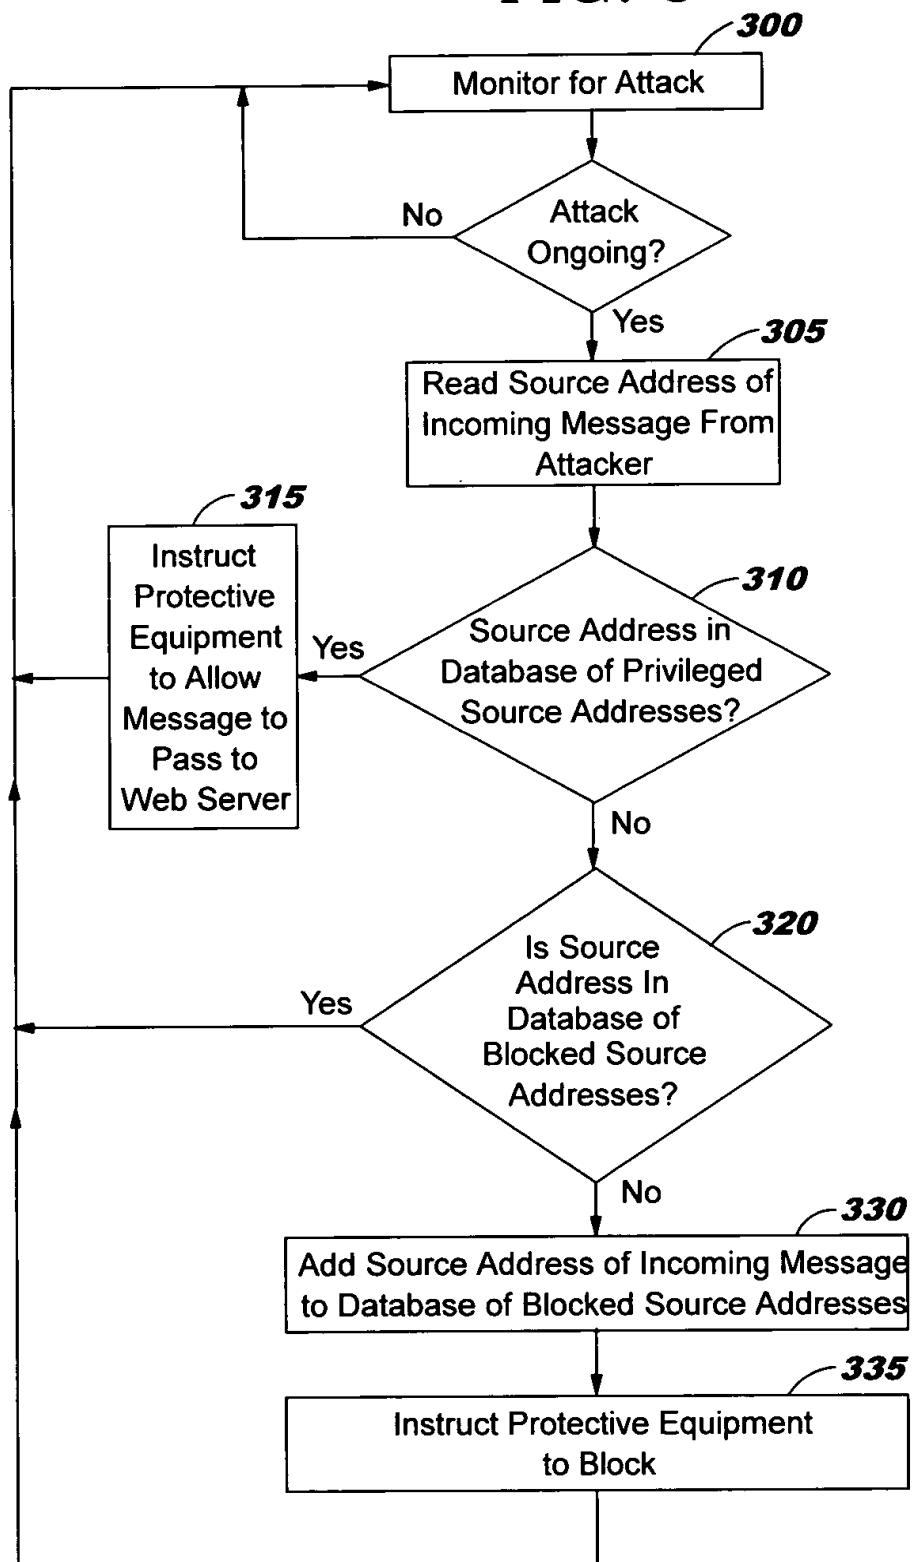 300
Monitor for Attack
No
Attack
Ongoing?
Yes
305
Read Source Address of
Incoming Message From
Attacker
315
Instruct
Protective
Equipment
to Allow
Message to
Pass to
Web Server
310
Yes
Source Address in
Database of Privileged
Source Addresses?
No
320
Yes
Is Source
Address In
Database of
Blocked Source
Addresses?
No
330
Add Source Address of Incoming Message
to Database of Blocked Source Addresses
335
Instruct Protective Equipment
to Block